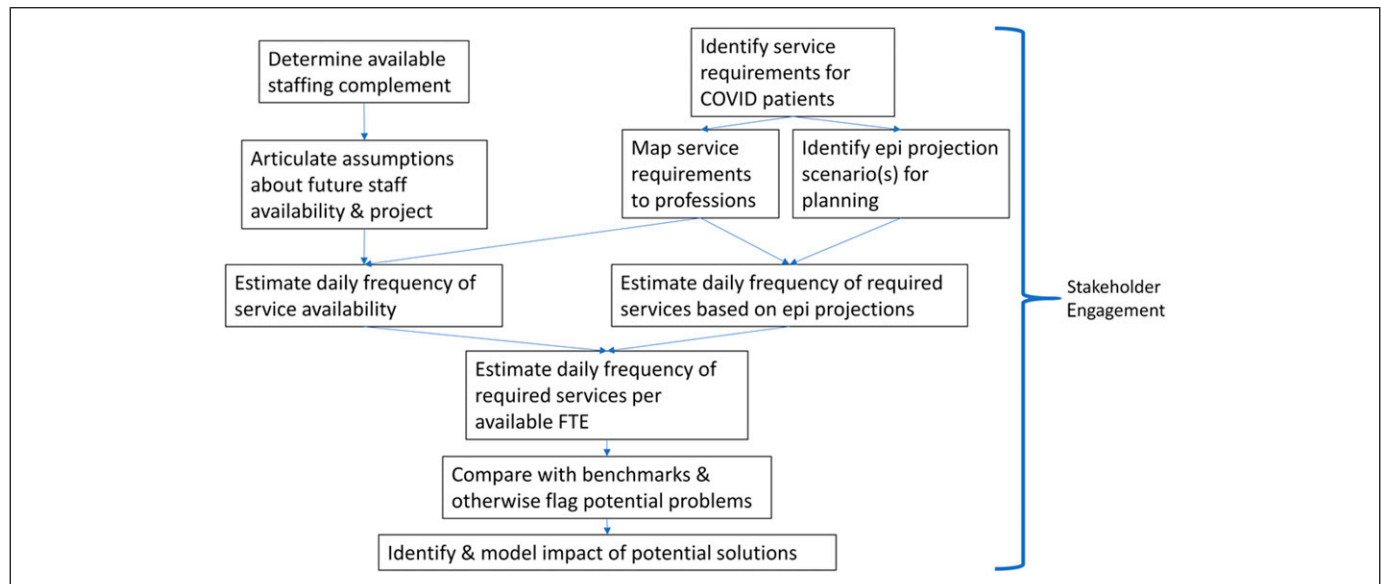 Determine available
staffing complement
Identify service
requirements for
COVID patients
Articulate assumptions
about future staff
availability & project
Map service
requirements
to professions
Identify epi projection
scenario(s) for
planning
Estimate daily frequency of
service availability
Estimate daily frequency of required
services based on epi projections
Stakeholder
Engagement
Estimate daily frequency of
required services per
available FTE
Compare with benchmarks &
otherwise flag potential problems
Identify & model impact of potential solutions